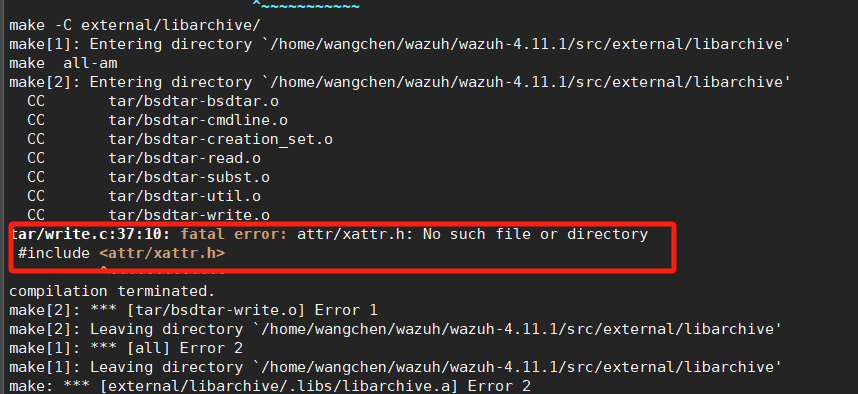 ^~~~~~~~~~~~
make -C external/libarchive/
make[1]: Entering directory `/home/wangchen/wazuh/wazuh-4.11.1/src/external/libarchive'
make  all-am
make[2]: Entering directory `/home/wangchen/wazuh/wazuh-4.11.1/src/external/libarchive'
  CC       tar/bsdtar-bsdtar.o
  CC       tar/bsdtar-cmdline.o
  CC       tar/bsdtar-creation_set.o
  CC       tar/bsdtar-read.o
  CC       tar/bsdtar-subst.o
  CC       tar/bsdtar-util.o
  CC       tar/bsdtar-write.o
tar/write.c:37:10: fatal error: attr/xattr.h: No such file or directory
 #include <attr/xattr.h>
          ^~~~~~~~~~~~~~
compilation terminated.
make[2]: *** [tar/bsdtar-write.o] Error 1
make[2]: Leaving directory `/home/wangchen/wazuh/wazuh-4.11.1/src/external/libarchive'
make[1]: *** [all] Error 2
make[1]: Leaving directory `/home/wangchen/wazuh/wazuh-4.11.1/src/external/libarchive'
make: *** [external/libarchive/.libs/libarchive.a] Error 2